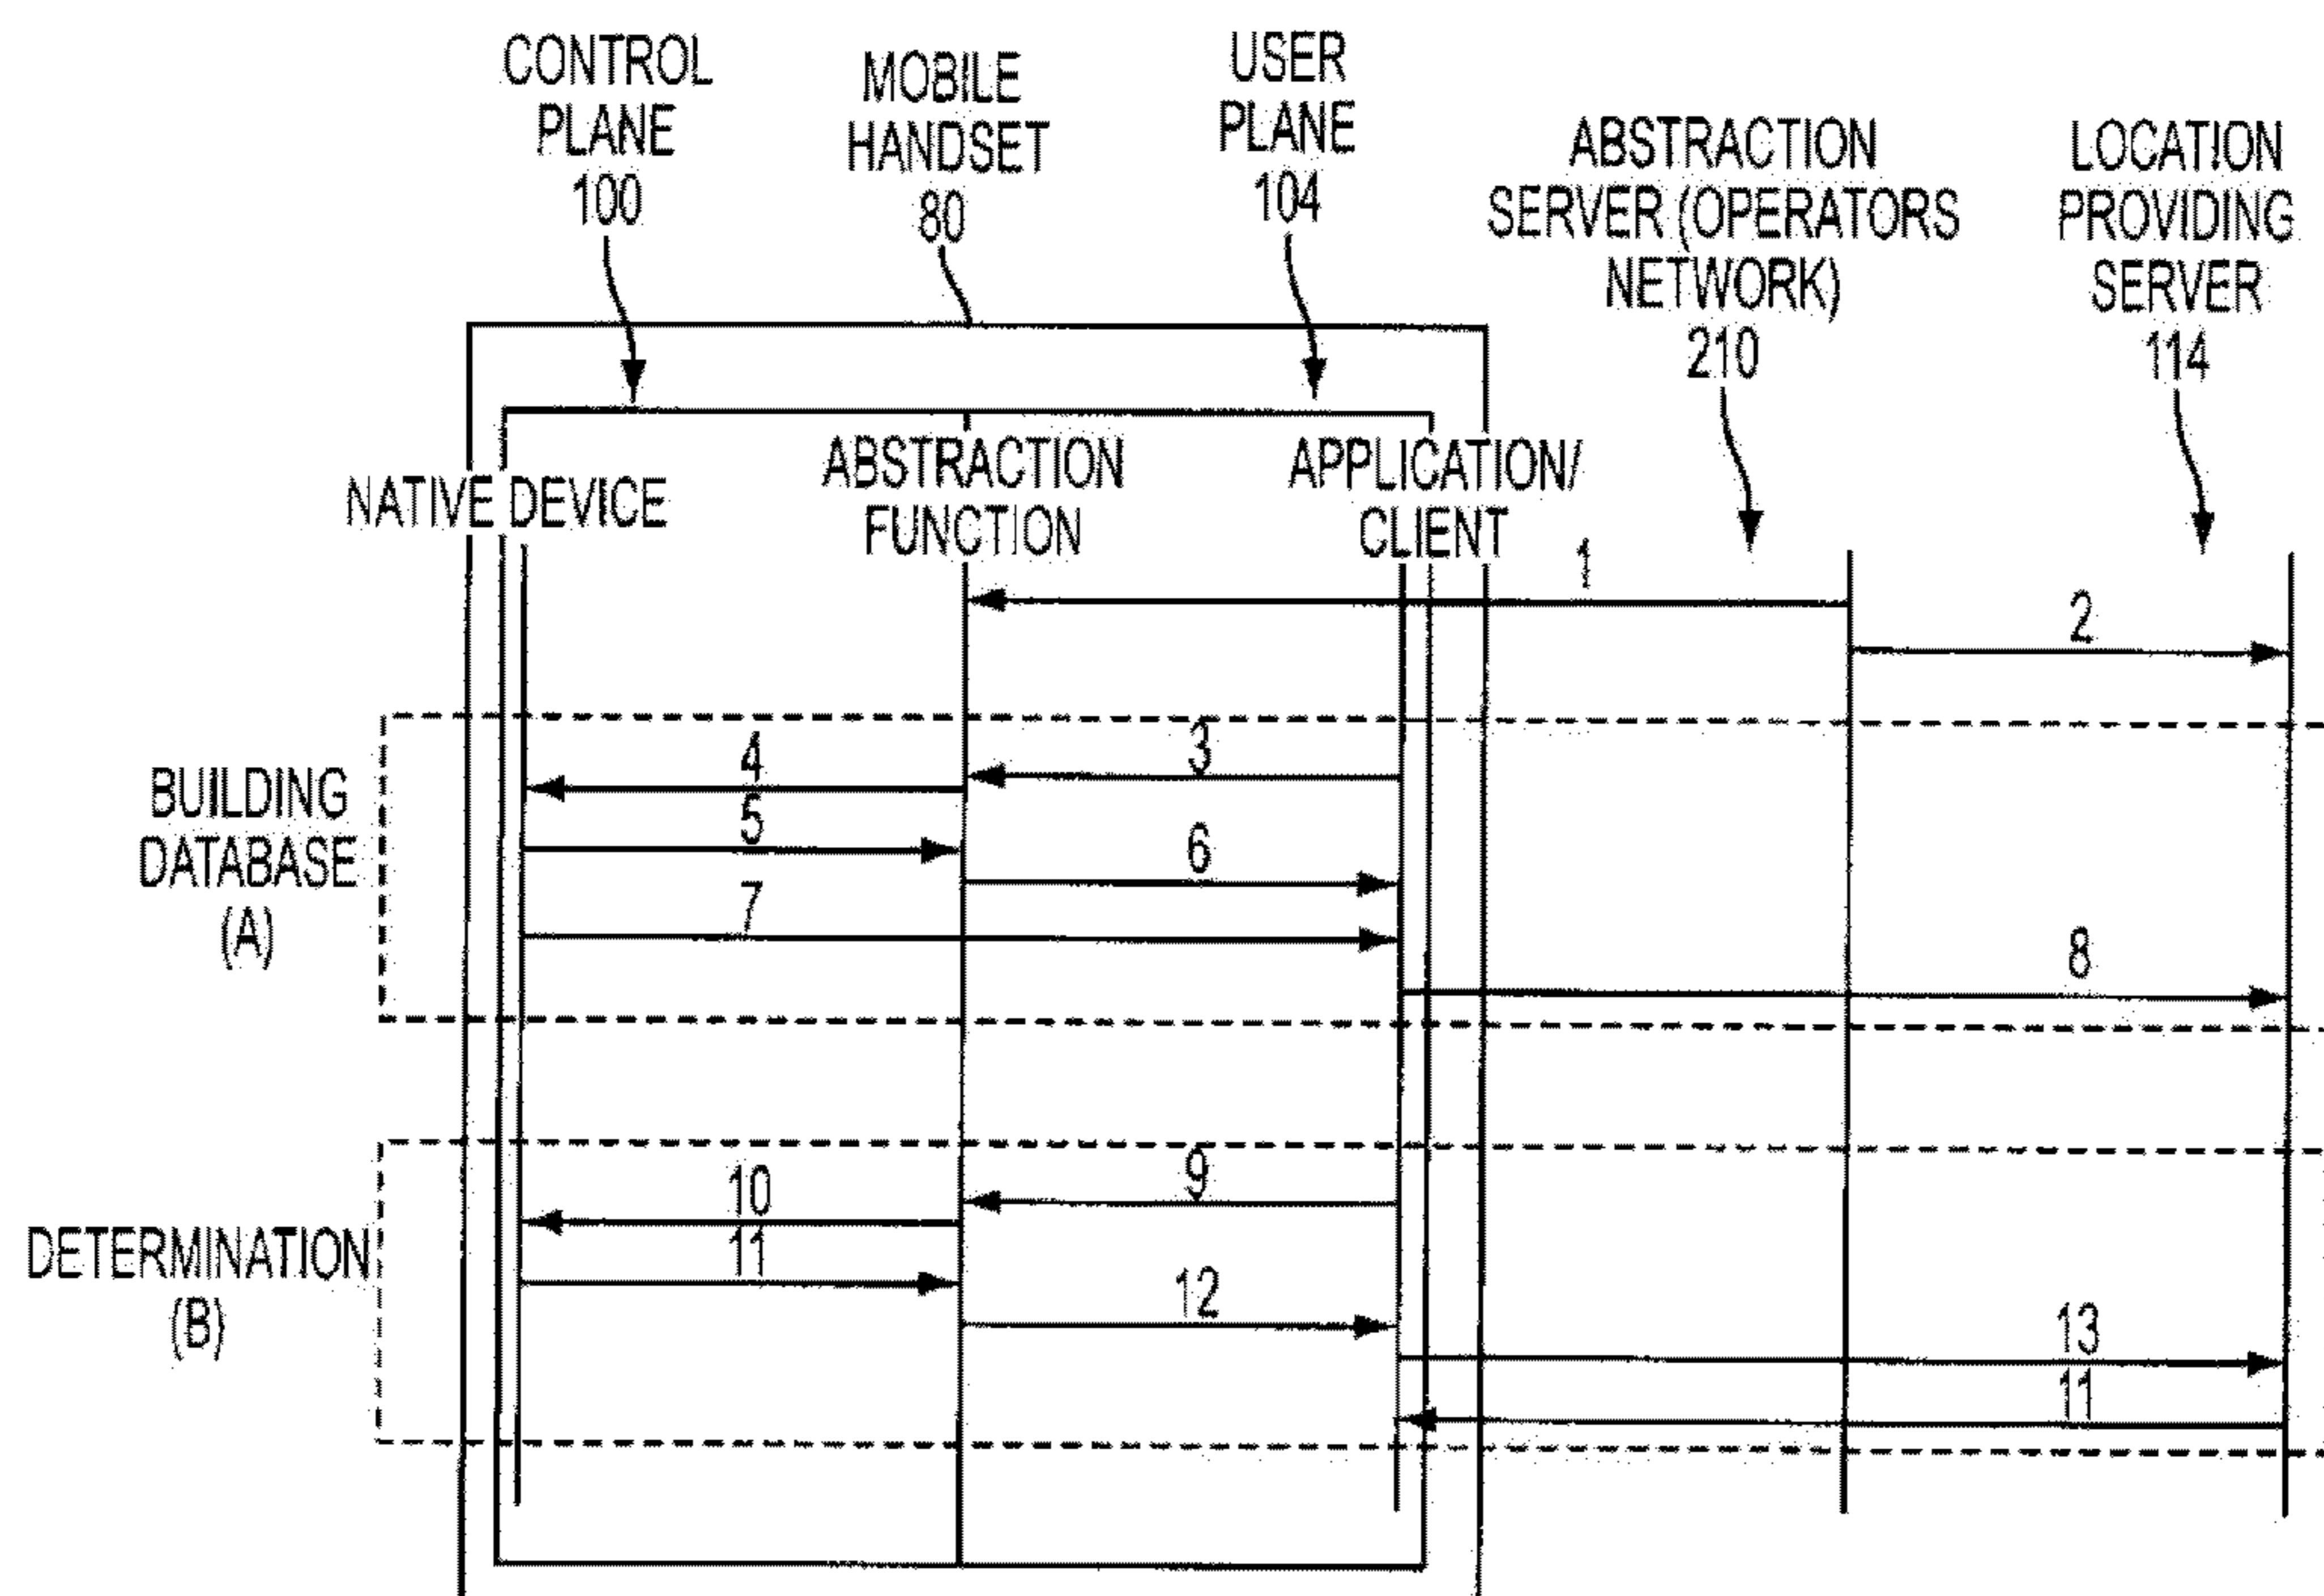 CONTROL
PLANE
100
MOBILE
HANDSET
80
USER
PLANE
104
ABSTRACTION
SERVER (OPERATORS
NETWORK)
210
LOCATION
PROVIDING
SERVER
114
NATIVE DEVICE
ABSTRACTION
FUNCTION
APPLICATION/
CLIENT
1
2
BUILDING
DATABASE
(A)
3
4
5
6
7
8
DETERMINATION
(B)
9
10
11
12
13
11